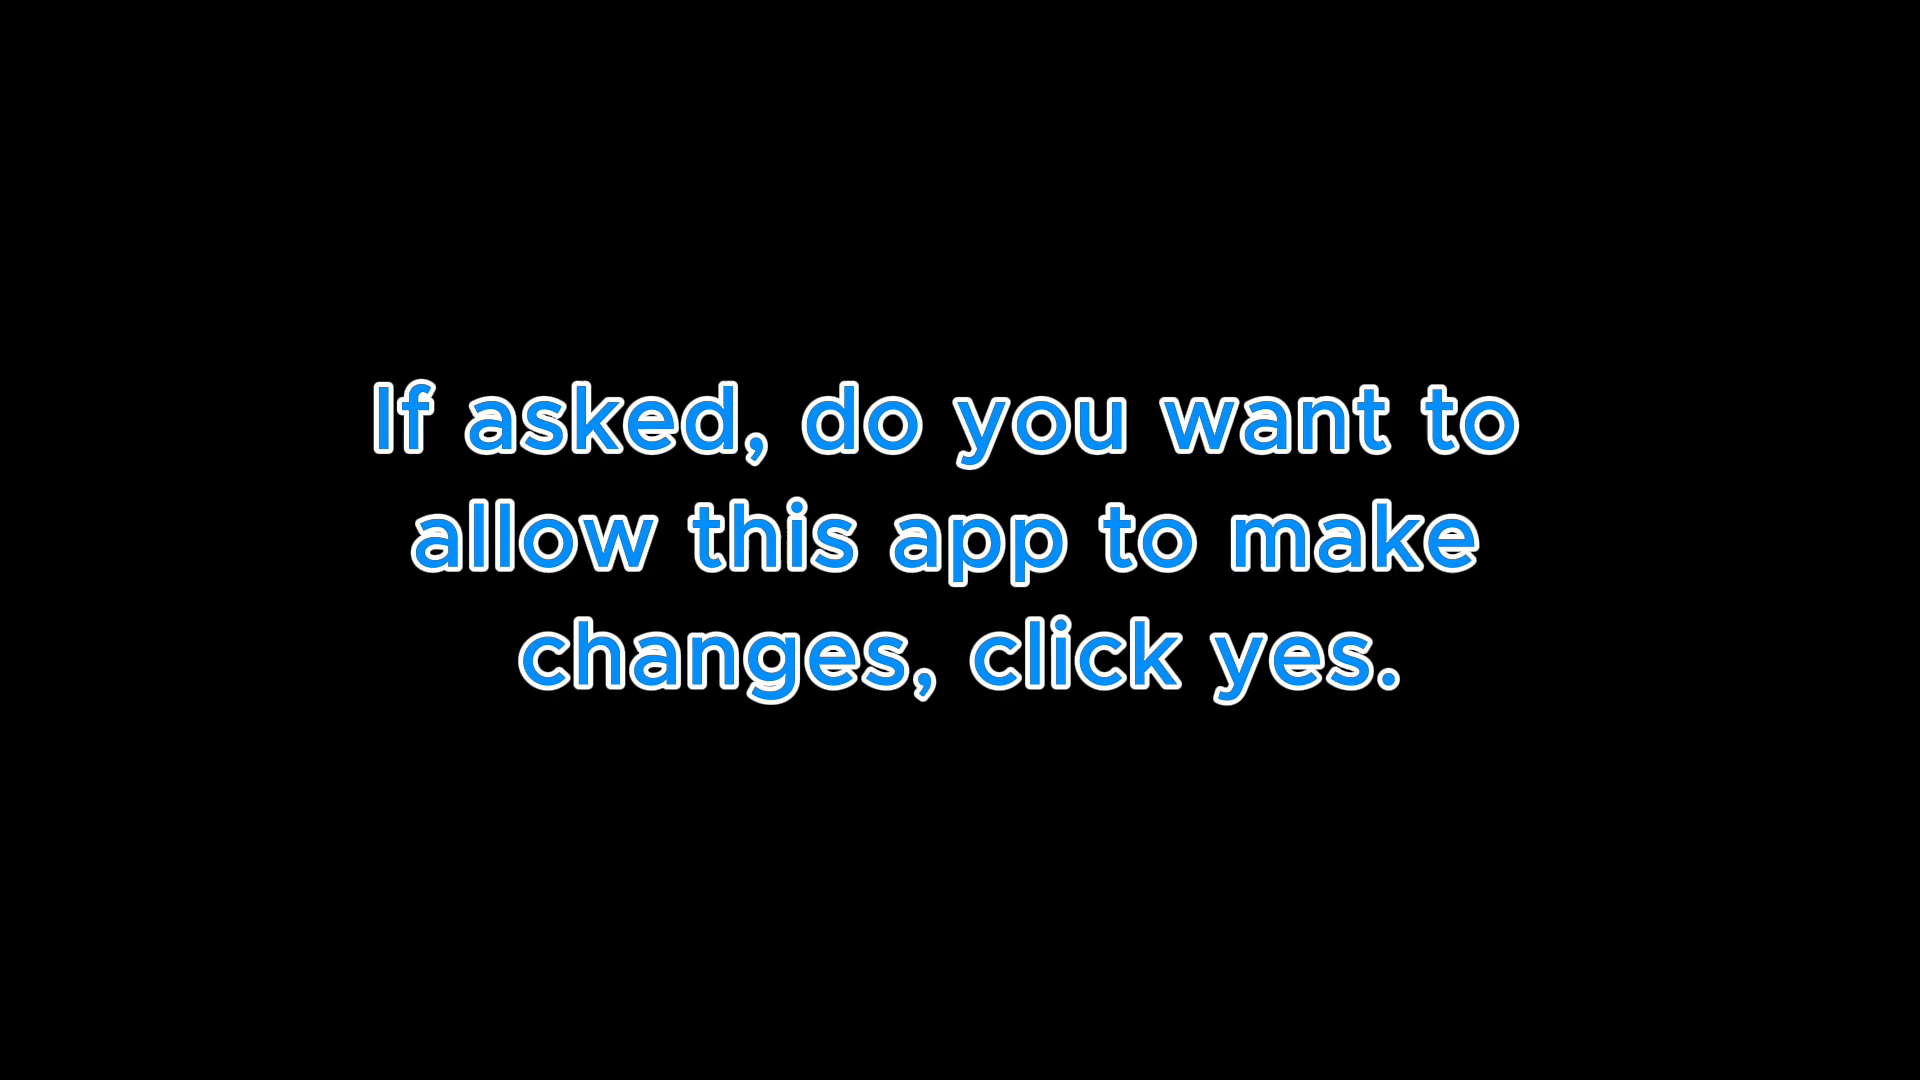 If asked, do you want to
allow this app to make
changes, click yes.